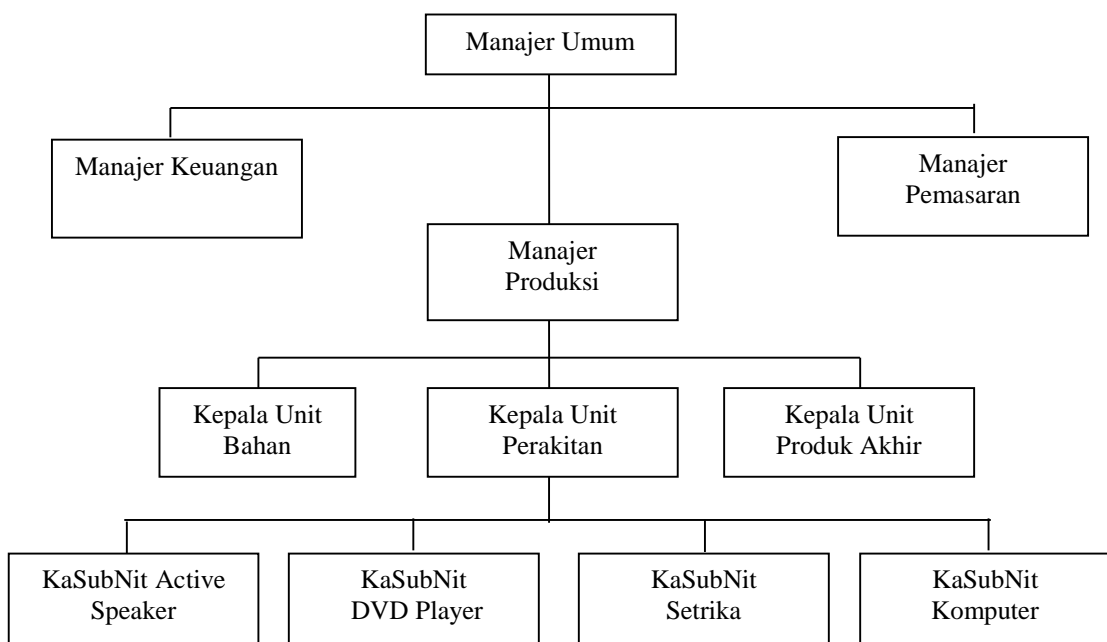 Manajer Umum
Manajer Keuangan
Manajer
Pemasaran
Manajer
Produksi
Kepala Unit
Bahan
Kepala Unit
Perakitan
Kepala Unit
Produk Akhir
KaSubNit Active
Speaker
KaSubNit
DVD Player
KaSubNit
Setrika
KaSubNit
Komputer